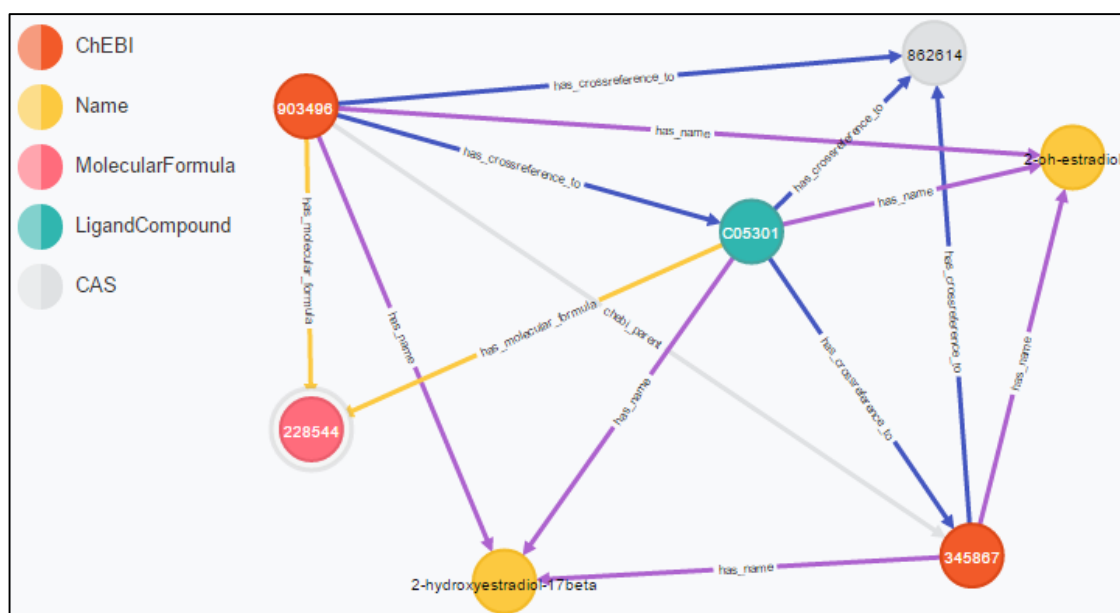 ChEBI
Name
MolecularFormula
LigandCompound
CAS
862614
903496
has_crossreference_to
has_name
2-oh-estradiol
has_crossreference_to
has_crossreference_to
has_name
C05301
has_molecular_formula
has_crossreference_to
has_molecular_formula
chebi_parent
has_name
has_name
has_crossreference_to
has_name
228544
345867
has_name
2-hydroxyestradiol-17beta